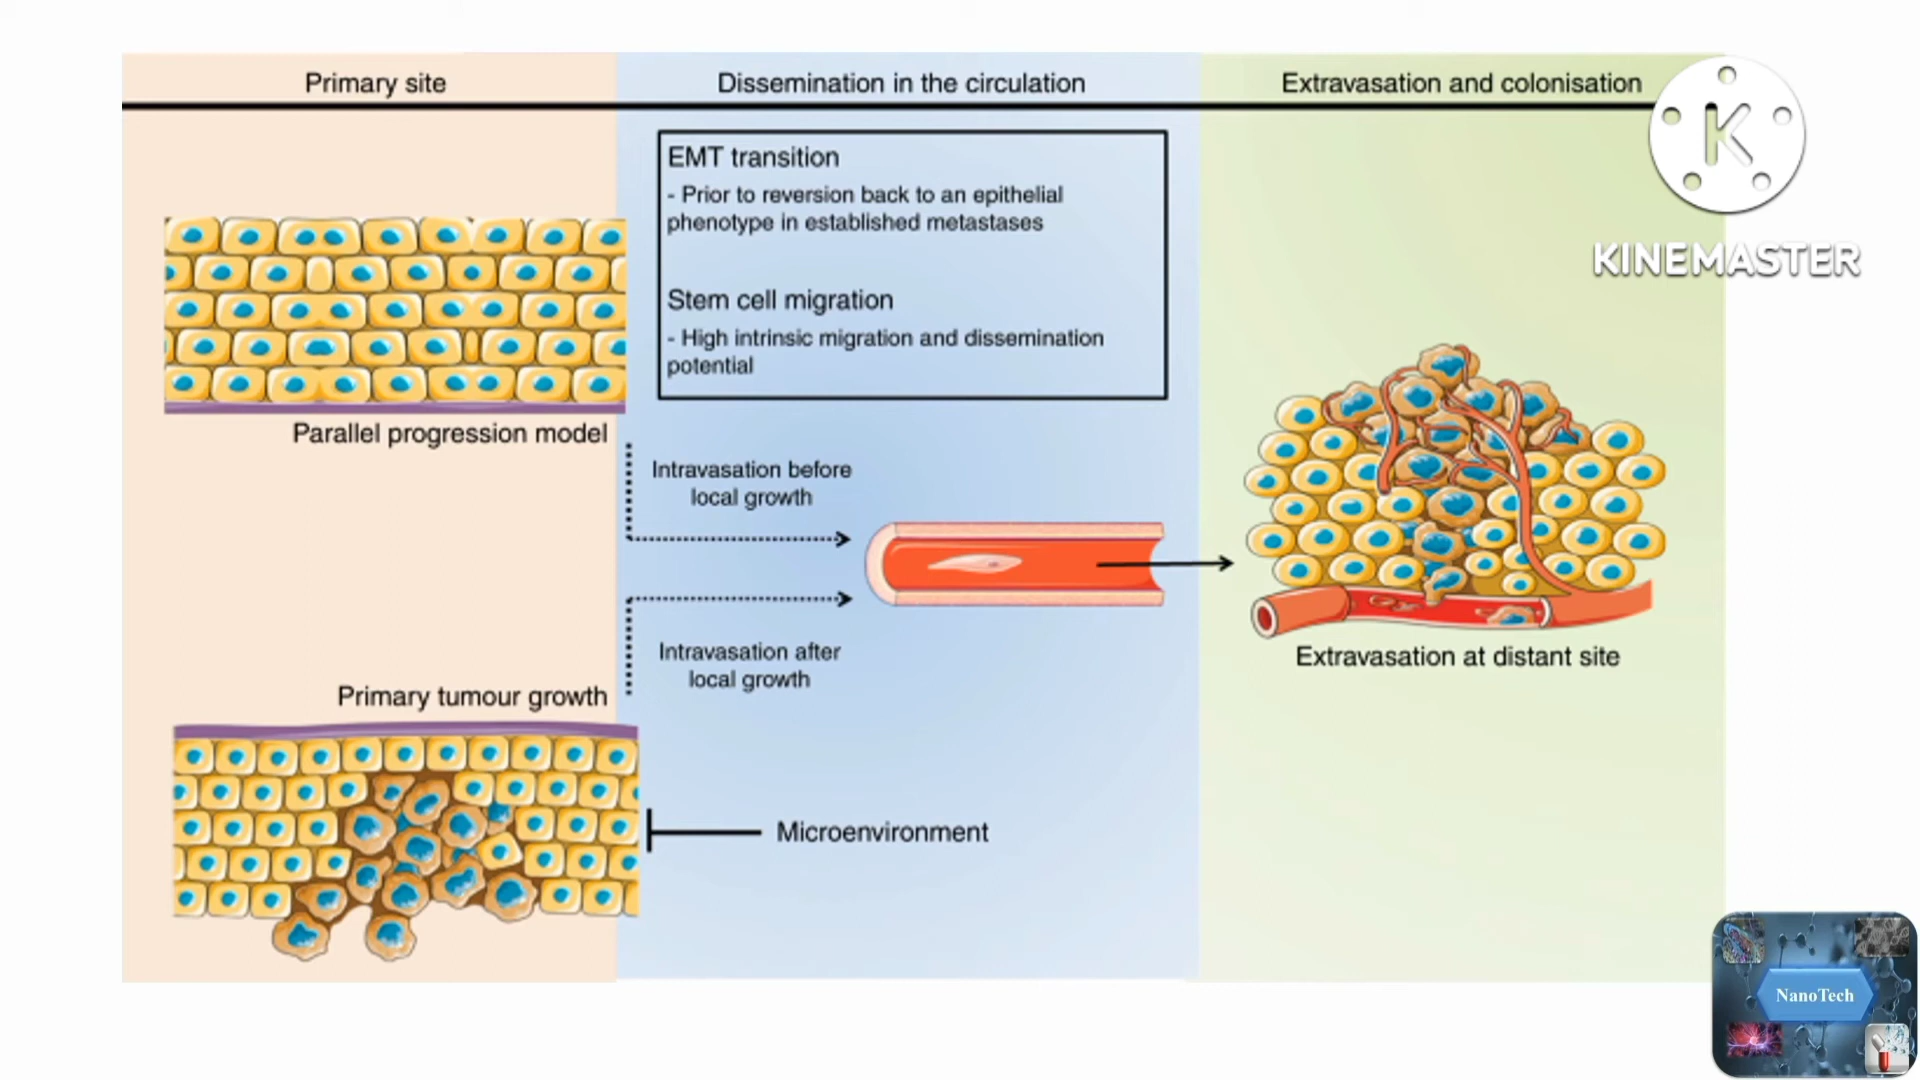 Primary site
Dissemination in the circulation
Extravasation and colonisation
K
KINEMASTER
EMT transition
- Prior to reversion back to an epithelial
phenotype in established metastases
Stem cell migration
- High intrinsic migration and dissemination
potential
Parallel progression model
Intravasation before
local growth
Intravasation after
local growth
Primary tumour growth
Extravasation at distant site
Microenvironment
NanoTech